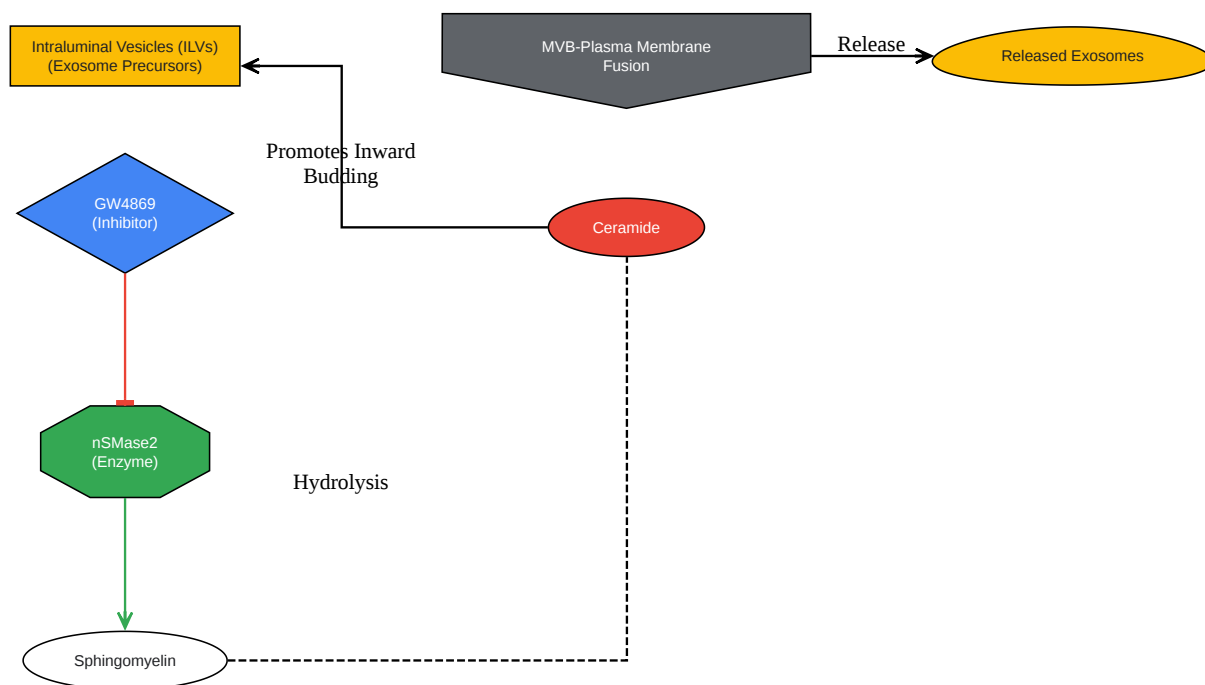 Intraluminal Vesicles (ILVs)
(Exosome Precursors)
MVB-Plasma Membrane
Fusion
Release
Released Exosomes
Promotes Inward
Budding
GW4869
(Inhibitor)
Ceramide
nSMase2
(Enzyme)
Hydrolysis
Sphingomyelin